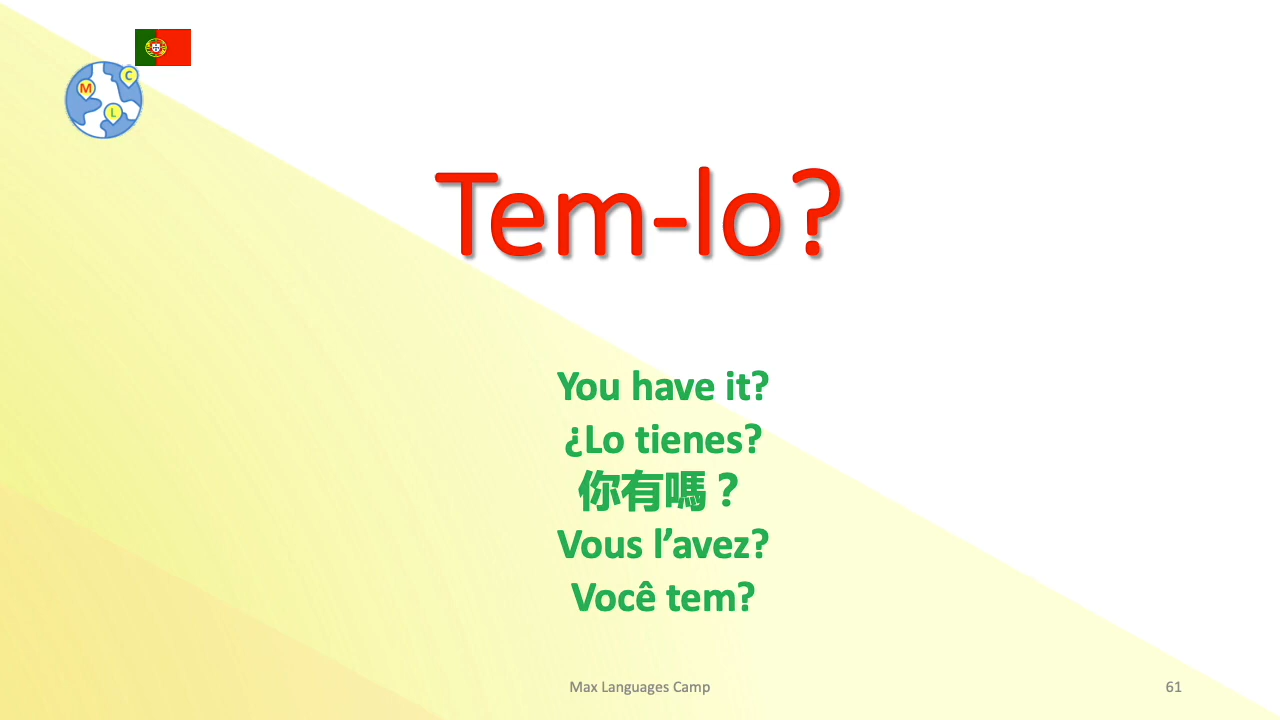 M
C
L
Tem-lo?
You have it?
¿Lo tienes?
你有嗎？
Vous l’avez?
Você tem?
Max Languages Camp
61